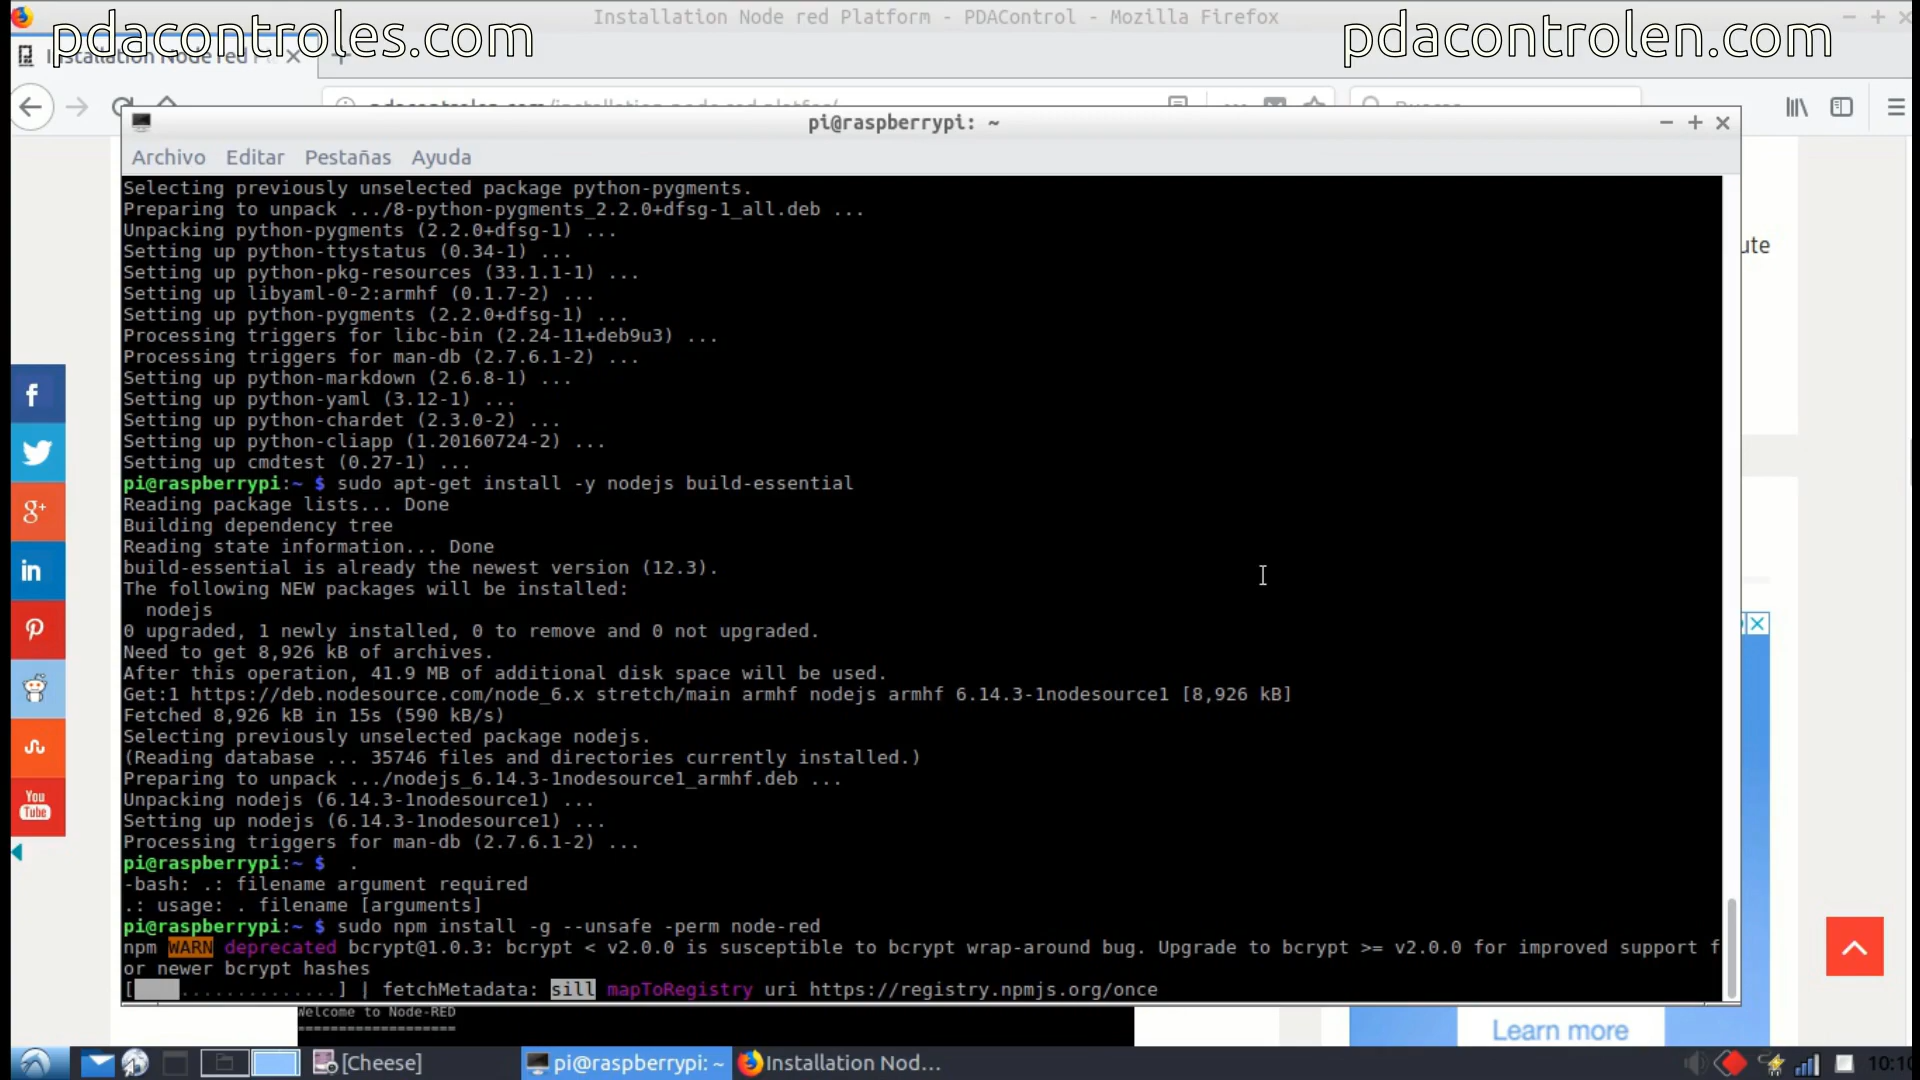 Installation Node red Platform - PDAControl - Mozilla Firefox
pdacontroles.com
pdacontrolen.com
pi@raspberrypi: ~
Archivo Editar Pestañas Ayuda
Selecting previously unselected package python-pygments.
Preparing to unpack .../8-python-pygments_2.2.0+dfsg-1_all.deb ...
Unpacking python-pygments (2.2.0+dfsg-1) ...
Setting up python-ttystatus (0.34-1) ...
Setting up python-pkg-resources (33.1.1-1) ...
Setting up libyaml-0-2:armhf (0.1.7-2) ...
Setting up python-pygments (2.2.0+dfsg-1) ...
Processing triggers for libc-bin (2.24-11+deb9u3) ...
Processing triggers for man-db (2.7.6.1-2) ...
Setting up python-markdown (2.6.8-1) ...
Setting up python-yaml (3.12-1) ...
Setting up python-chardet (2.3.0-2) ...
Setting up python-cliapp (1.20160724-2) ...
Setting up cmdtest (0.27-1) ...
pi@raspberrypi:~ $ sudo apt-get install -y nodejs build-essential
Reading package lists... Done
Building dependency tree
Reading state information... Done
build-essential is already the newest version (12.3).
The following NEW packages will be installed:
nodejs
0 upgraded, 1 newly installed, 0 to remove and 0 not upgraded.
Need to get 8,926 kB of archives.
After this operation, 41.9 MB of additional disk space will be used.
Get:1 https://deb.nodesource.com/node_6.x stretch/main armhf nodejs armhf 6.14.3-1nodesource1 [8,926 kB]
Fetched 8,926 kB in 15s (590 kB/s)
Selecting previously unselected package nodejs.
(Reading database ... 35746 files and directories currently installed.)
Preparing to unpack .../nodejs_6.14.3-1nodesource1_armhf.deb ...
Unpacking nodejs (6.14.3-1nodesource1) ...
Setting up nodejs (6.14.3-1nodesource1) ...
Processing triggers for man-db (2.7.6.1-2) ...
pi@raspberrypi:~ $ .
-bash: .: filename argument required
.: usage: . filename [arguments]
pi@raspberrypi:~ $ sudo npm install -g --unsafe -perm node-red
npm WARN deprecated bcrypt@1.0.3: bcrypt < v2.0.0 is susceptible to bcrypt wrap-around bug. Upgrade to bcrypt >= v2.0.0 for improved support f
or newer bcrypt hashes
[ ..............] | fetchMetadata: sill mapToRegistry uri https://registry.npmjs.org/once
Welcome to Node-RED
===================
Learn more
You
Tube
[Cheese]
pi@raspberrypi: ~
Installation Nod...